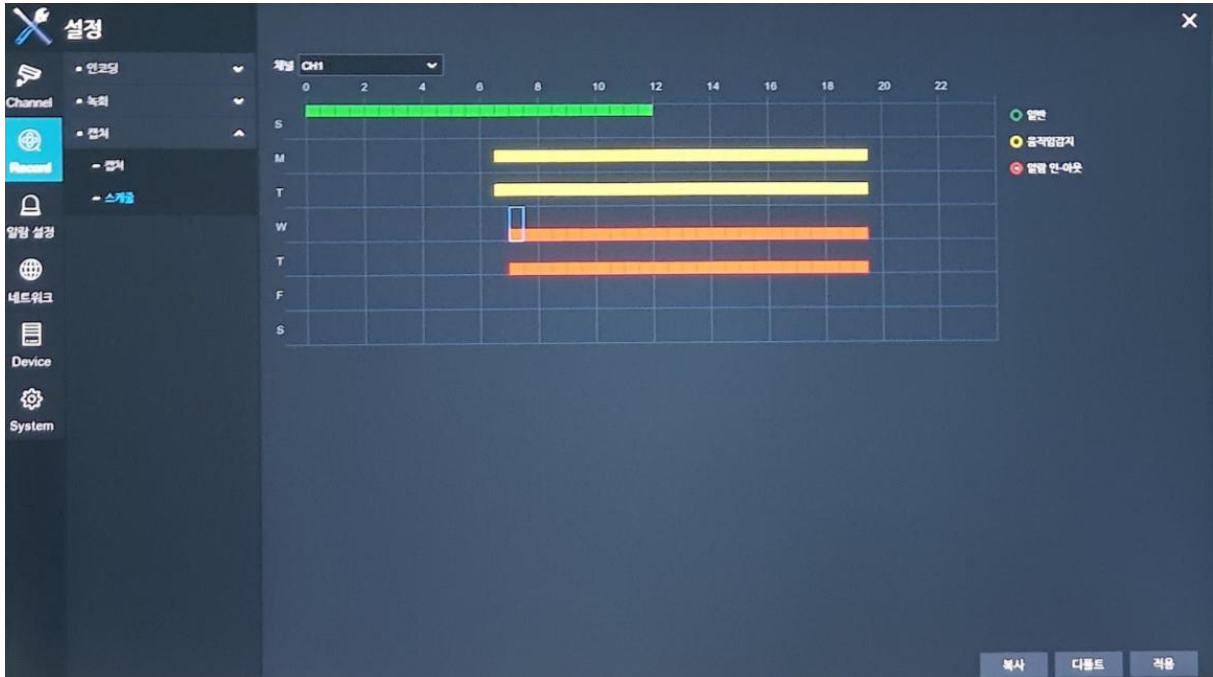 설정
채널 CH1
0 2 4 6 8 10 12 14 16 18 20 22
S
M
T
W
T
F
S
일반
움직임감지
알람 인-아웃
Channel
Record
알람 설정
네트워크
Device
System
인코딩
녹화
캡처
캡처
스케줄
복사 디폴트 적용